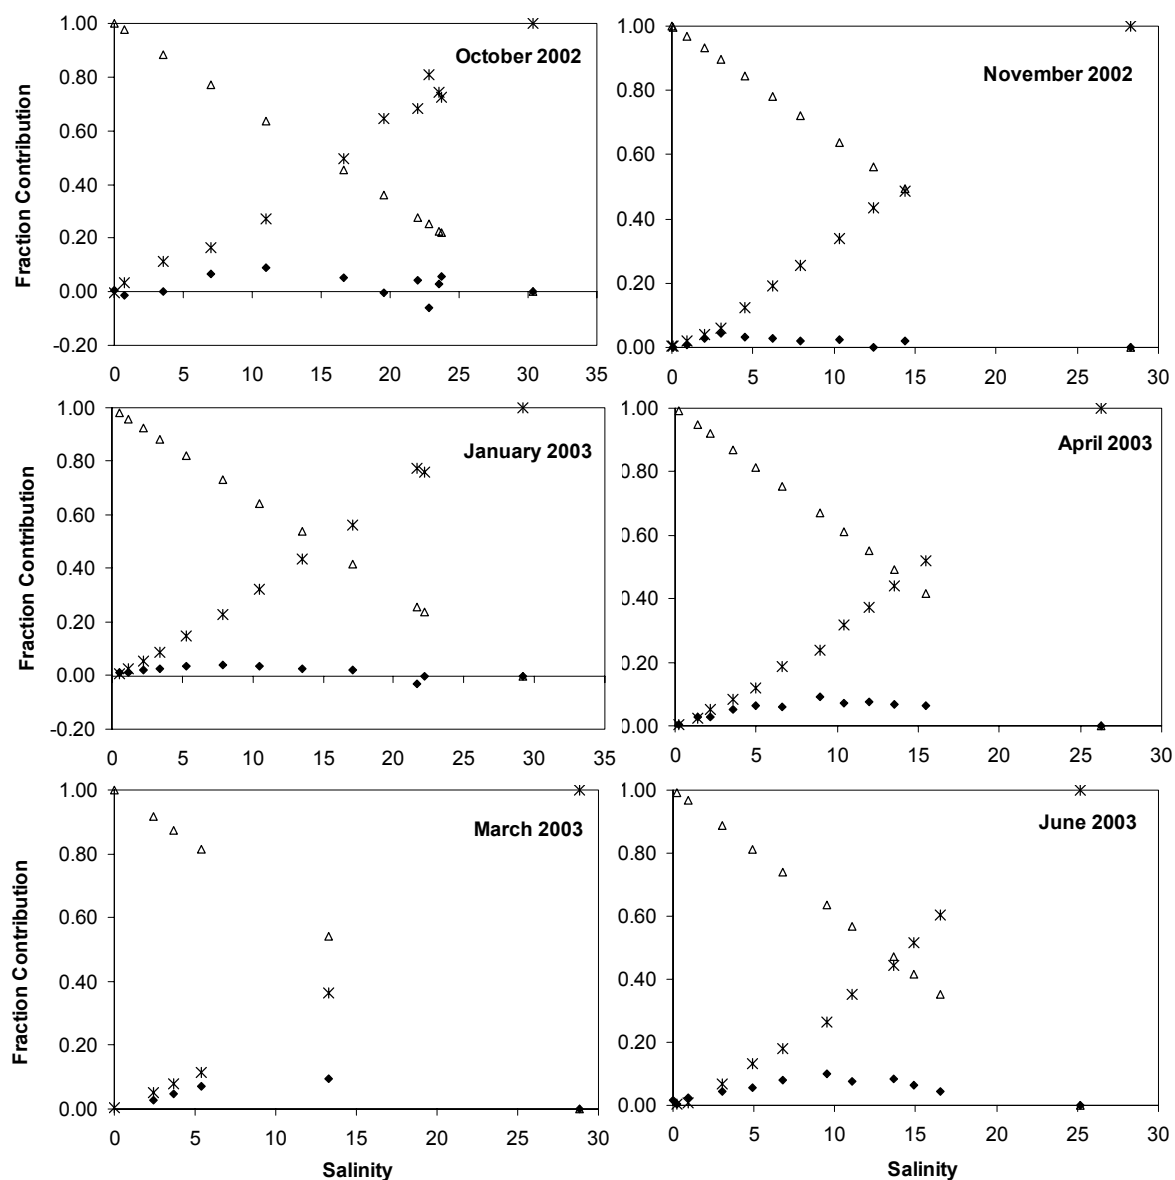 1.00
0.80
0.60
0.40
0.20
0.00
-0.20
Fraction Contribution
October 2002
0 5 10 15 20 25 30 35
1.00
0.80
0.60
0.40
0.20
0.00
November 2002
0 5 10 15 20 25 30
1.00
0.80
0.60
0.40
0.20
0.00
-0.20
Fraction Contribution
January 2003
0 5 10 15 20 25 30 35
1.00
0.80
0.60
0.40
0.20
0.00
April 2003
0 5 10 15 20 25 30
1.00
0.80
0.60
0.40
0.20
0.00
Fraction Contribution
March 2003
0 5 10 15 20 25 30
Salinity
1.00
0.80
0.60
0.40
0.20
0.00
June 2003
0 5 10 15 20 25 30
Salinity